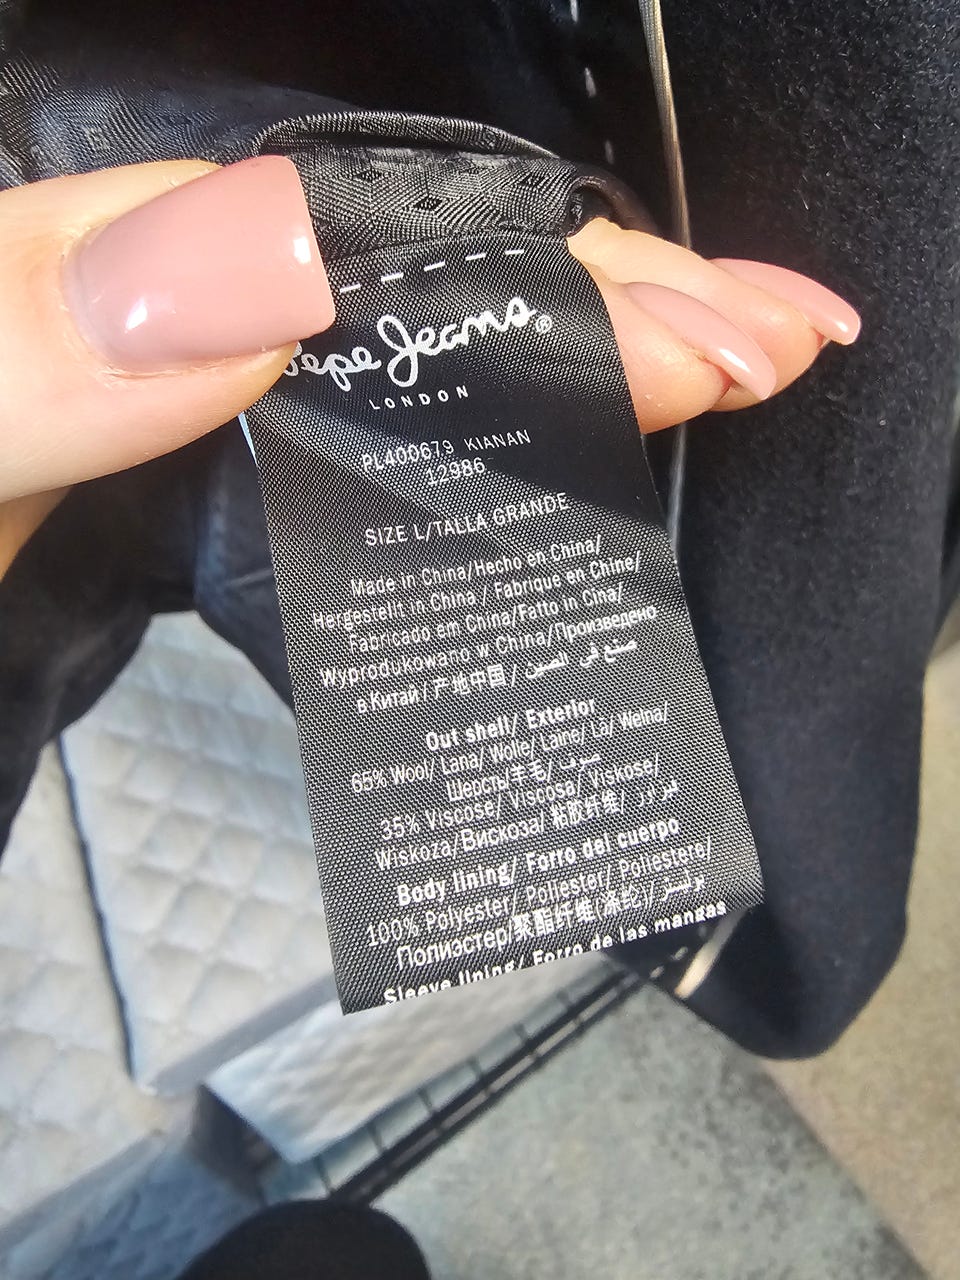 Pepe Jeans®
LONDON
PL400679 KIANAN
12986
SIZE L/TALLA GRANDE
Made in China/Hecho en China/
Hergestellt in China / Fabriqué en Chine/
Fabricado em China/Fatto in Cina/
Wyprodukowano w China/Произведено
в Китай/产地中国/ صنع في الصين
Out shell/ Exterior
65% Wool/ Lana/ Wolle/ Laine/ La/ Welna/
Шерсть/羊毛/ صوف
35% Viscose/ Viscosa/ Viskose/
Wiskoza/Вискоза/ 粘胶纤维/
Body lining/ Forro del cuerpo
100% Polyester/ Poliester/ Poliestere/
Полиэстер/聚酯纤维(涤纶)/ بوليستر
Sleeve lining/ Forro de las mangas